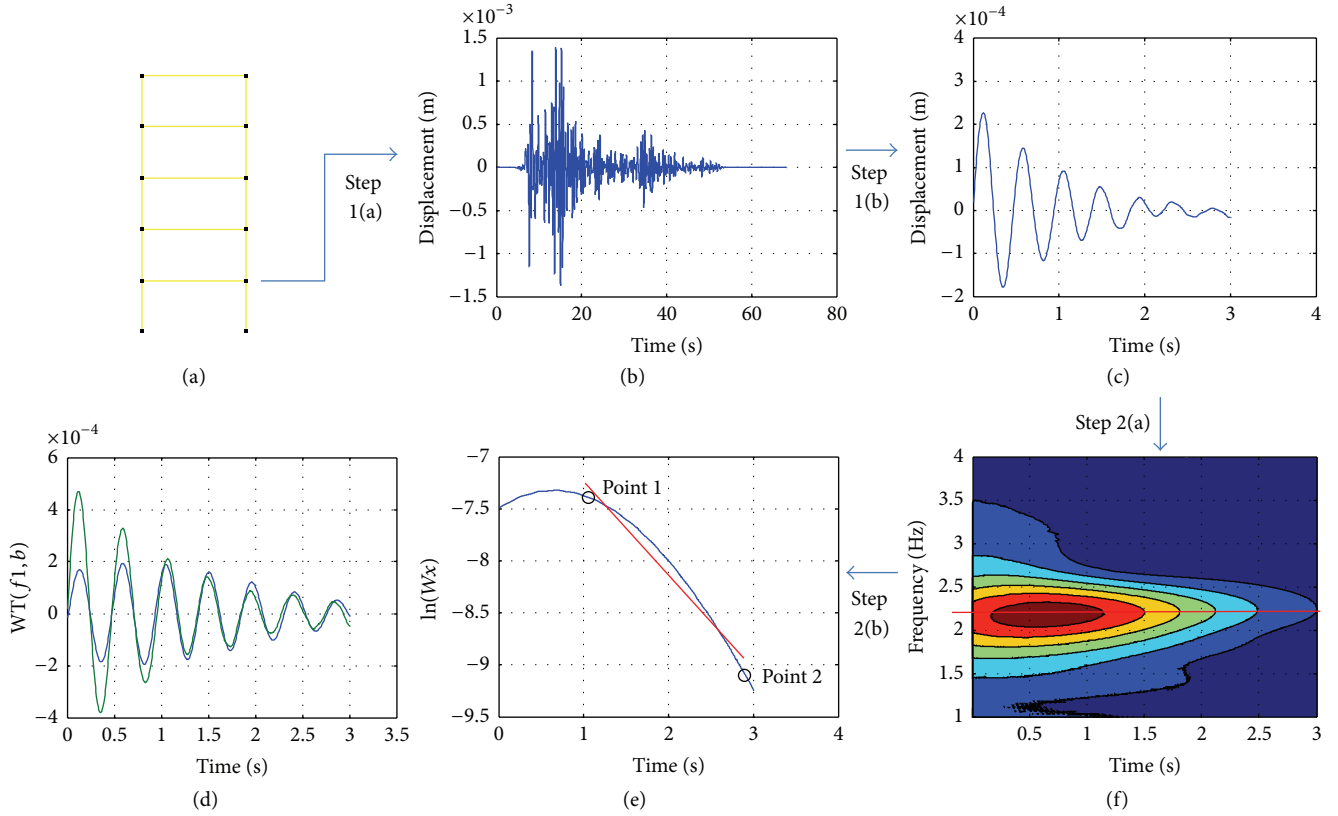 (a)
Step
1(a)
×10⁻³
1.5
1
0.5
0
−0.5
−1
−1.5
Displacement (m)
0 20 40 60 80
Time (s)
(b)
Step
1(b)
×10⁻⁴
4
3
2
1
0
−1
−2
Displacement (m)
0 1 2 3 4
Time (s)
(c)
Step 2(a)
×10⁻⁴
6
4
2
0
−2
−4
WT(f1, b)
0 0.5 1 1.5 2 2.5 3 3.5
Time (s)
(d)
−7
−7.5
−8
−8.5
−9
−9.5
ln(Wx)
Point 1
Point 2
0 1 2 3 4
Time (s)
(e)
Step
2(b)
4
3.5
3
2.5
2
1.5
1
Frequency (Hz)
0.5 1 1.5 2 2.5 3
Time (s)
(f)